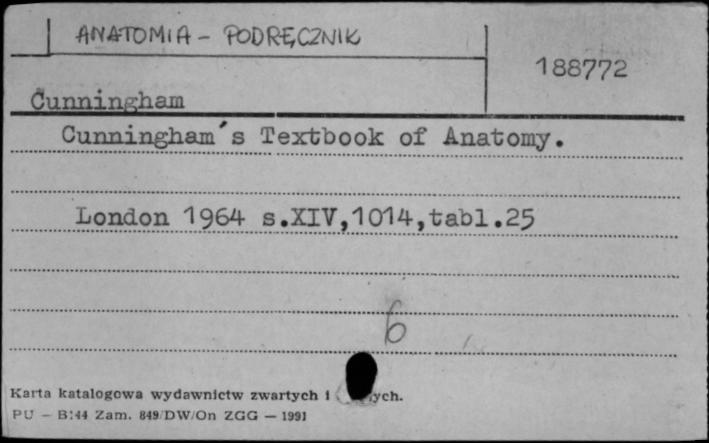 ANATOMIA - PODRĘCZNIK
188772
Cunningham
Cunningham's Textbook of Anatomy.
London 1964 s.XIV,1014,tabl.25
6
Karta katalogowa wydawnictw zwartych i
PU - B:44 Zam. 849/DW/On ZGG - 1991